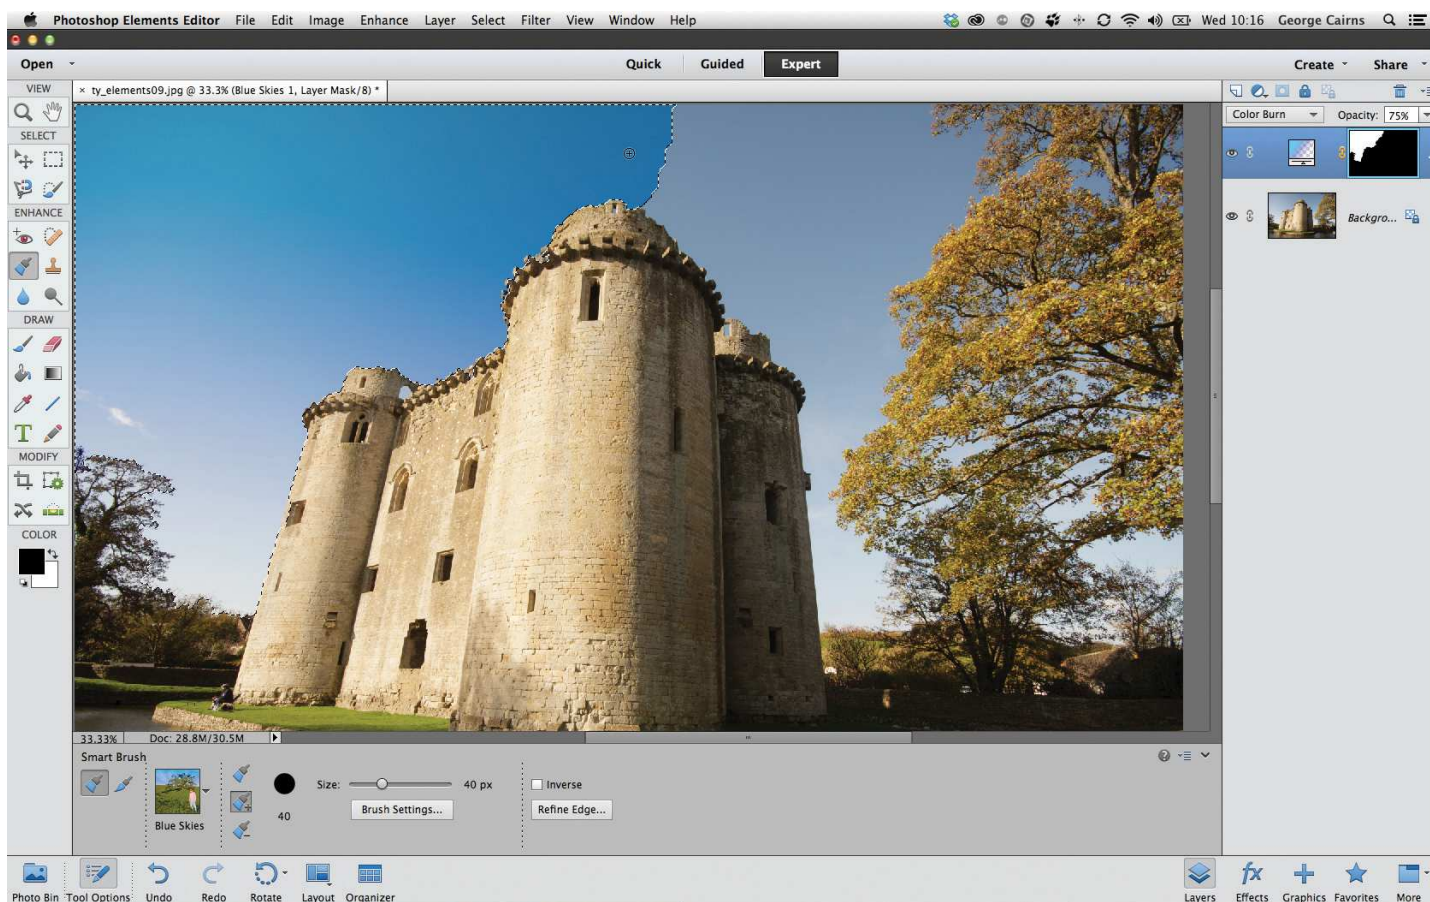 Photoshop Elements Editor File Edit Image Enhance Layer Select Filter View Window Help Wed 10:16 George Cairns
Open Quick Guided Expert Create Share
VIEW × ty_elements09.jpg @ 33.3% (Blue Skies 1, Layer Mask/8) *
Color Burn Opacity: 75%
SELECT
ENHANCE
Backgro...
DRAW
T
MODIFY
COLOR
33.33% Doc: 28.8M/30.5M
Smart Brush
Size: 40 px Inverse
40 Brush Settings... Refine Edge...
Blue Skies
fx
Photo Bin Tool Options Undo Redo Rotate Layout Organizer Layers Effects Graphics Favorites More